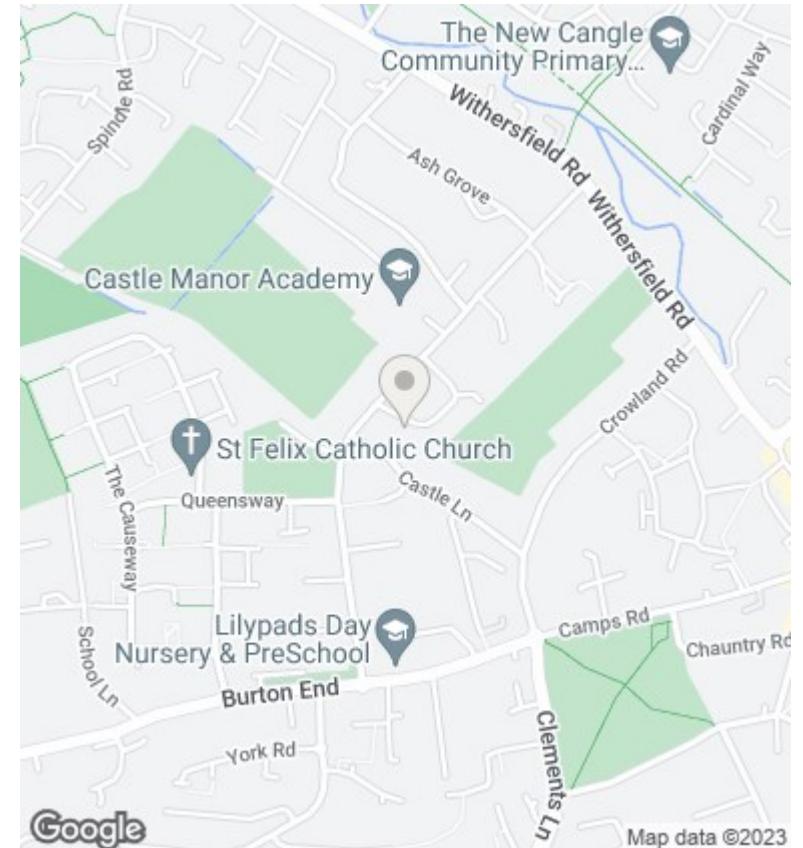 The New Cangle
Community Primary...
Cardinal Way
Spindle Rd
Withersfield Rd
Ash Grove
Withersfield Rd
Castle Manor Academy
Crowland Rd
St Felix Catholic Church
The Causeway
Queensway
Castle Ln
Lilypads Day
Nursery & PreSchool
Camps Rd
Chauntry Rd
School Ln
Burton End
Clements Ln
York Rd
Google
Map data ©2023